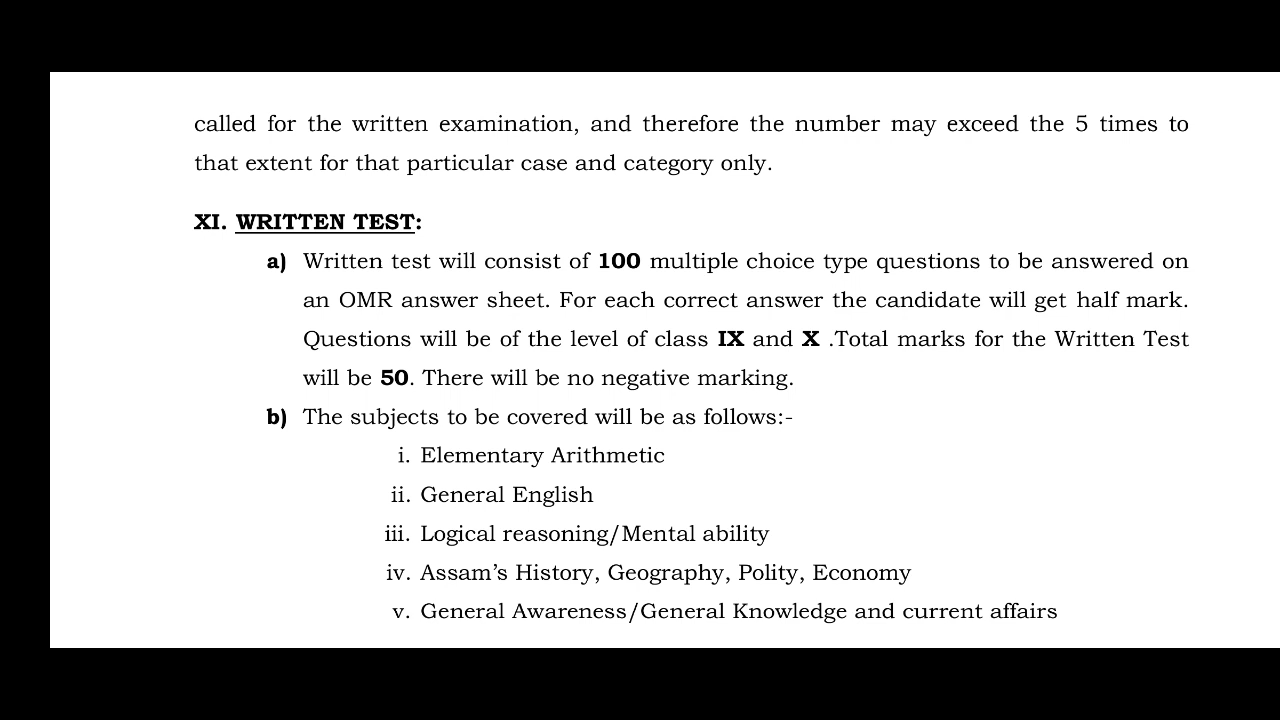 called for the written examination, and therefore the number may exceed the 5 times to
that extent for that particular case and category only.
XI. WRITTEN TEST:
a) Written test will consist of 100 multiple choice type questions to be answered on
an OMR answer sheet. For each correct answer the candidate will get half mark.
Questions will be of the level of class IX and X .Total marks for the Written Test
will be 50. There will be no negative marking.
b) The subjects to be covered will be as follows:-
i. Elementary Arithmetic
ii. General English
iii. Logical reasoning/Mental ability
iv. Assam’s History, Geography, Polity, Economy
v. General Awareness/General Knowledge and current affairs